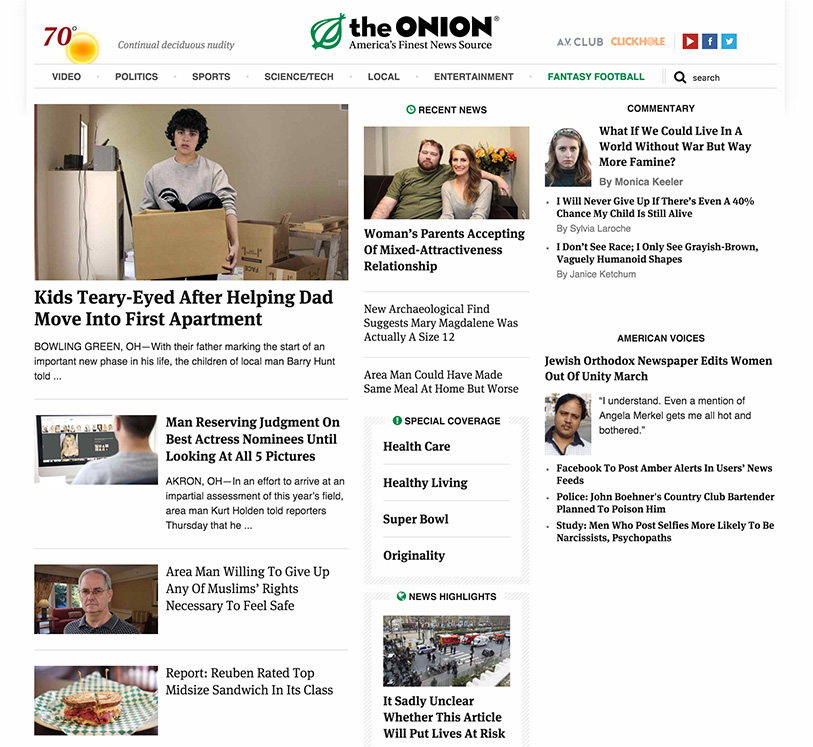 70°
Continual deciduous nudity
the ONION®
America's Finest News Source
A.V. CLUB CLICKHOLE
VIDEO • POLITICS • SPORTS • SCIENCE/TECH • LOCAL • ENTERTAINMENT • FANTASY FOOTBALL search
Kids Teary-Eyed After Helping Dad
Move Into First Apartment
BOWLING GREEN, OH—With their father marking the start of an
important new phase in his life, the children of local man Barry Hunt
told ...
Man Reserving Judgment On
Best Actress Nominees Until
Looking At All 5 Pictures
AKRON, OH—In an effort to arrive at an
impartial assessment of this year's field,
area man Kurt Holden told reporters
Thursday that he ...
Area Man Willing To Give Up
Any Of Muslims' Rights
Necessary To Feel Safe
Report: Reuben Rated Top
Midsize Sandwich In Its Class
RECENT NEWS
Woman's Parents Accepting
Of Mixed-Attractiveness
Relationship
New Archaeological Find
Suggests Mary Magdalene Was
Actually A Size 12
Area Man Could Have Made
Same Meal At Home But Worse
SPECIAL COVERAGE
Health Care
Healthy Living
Super Bowl
Originality
NEWS HIGHLIGHTS
It Sadly Unclear
Whether This Article
Will Put Lives At Risk
COMMENTARY
What If We Could Live In A
World Without War But Way
More Famine?
By Monica Keeler
• I Will Never Give Up If There's Even A 40%
Chance My Child Is Still Alive
By Sylvia Laroche
• I Don't See Race; I Only See Grayish-Brown,
Vaguely Humanoid Shapes
By Janice Ketchum
AMERICAN VOICES
Jewish Orthodox Newspaper Edits Women
Out Of Unity March
"I understand. Even a mention of
Angela Merkel gets me all hot and
bothered."
• Facebook To Post Amber Alerts In Users' News
Feeds
• Police: John Boehner's Country Club Bartender
Planned To Poison Him
• Study: Men Who Post Selfies More Likely To Be
Narcissists, Psychopaths